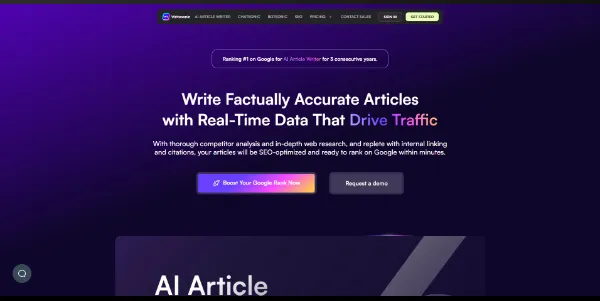 Writesonic AI ARTICLE WRITER CHATSONIC BOTSONIC SEO PRICING CONTACT SALES SIGN IN GET STARTED
Ranking #1 on Google for AI Article Writer for 3 consecutive years.
Write Factually Accurate Articles
with Real-Time Data That Drive Traffic
With thorough competitor analysis and in-depth web research, and replete with internal linking
and citations, your articles will be SEO-optimized and ready to rank on Google within minutes.
Boost Your Google Rank Now Request a demo
AI Article